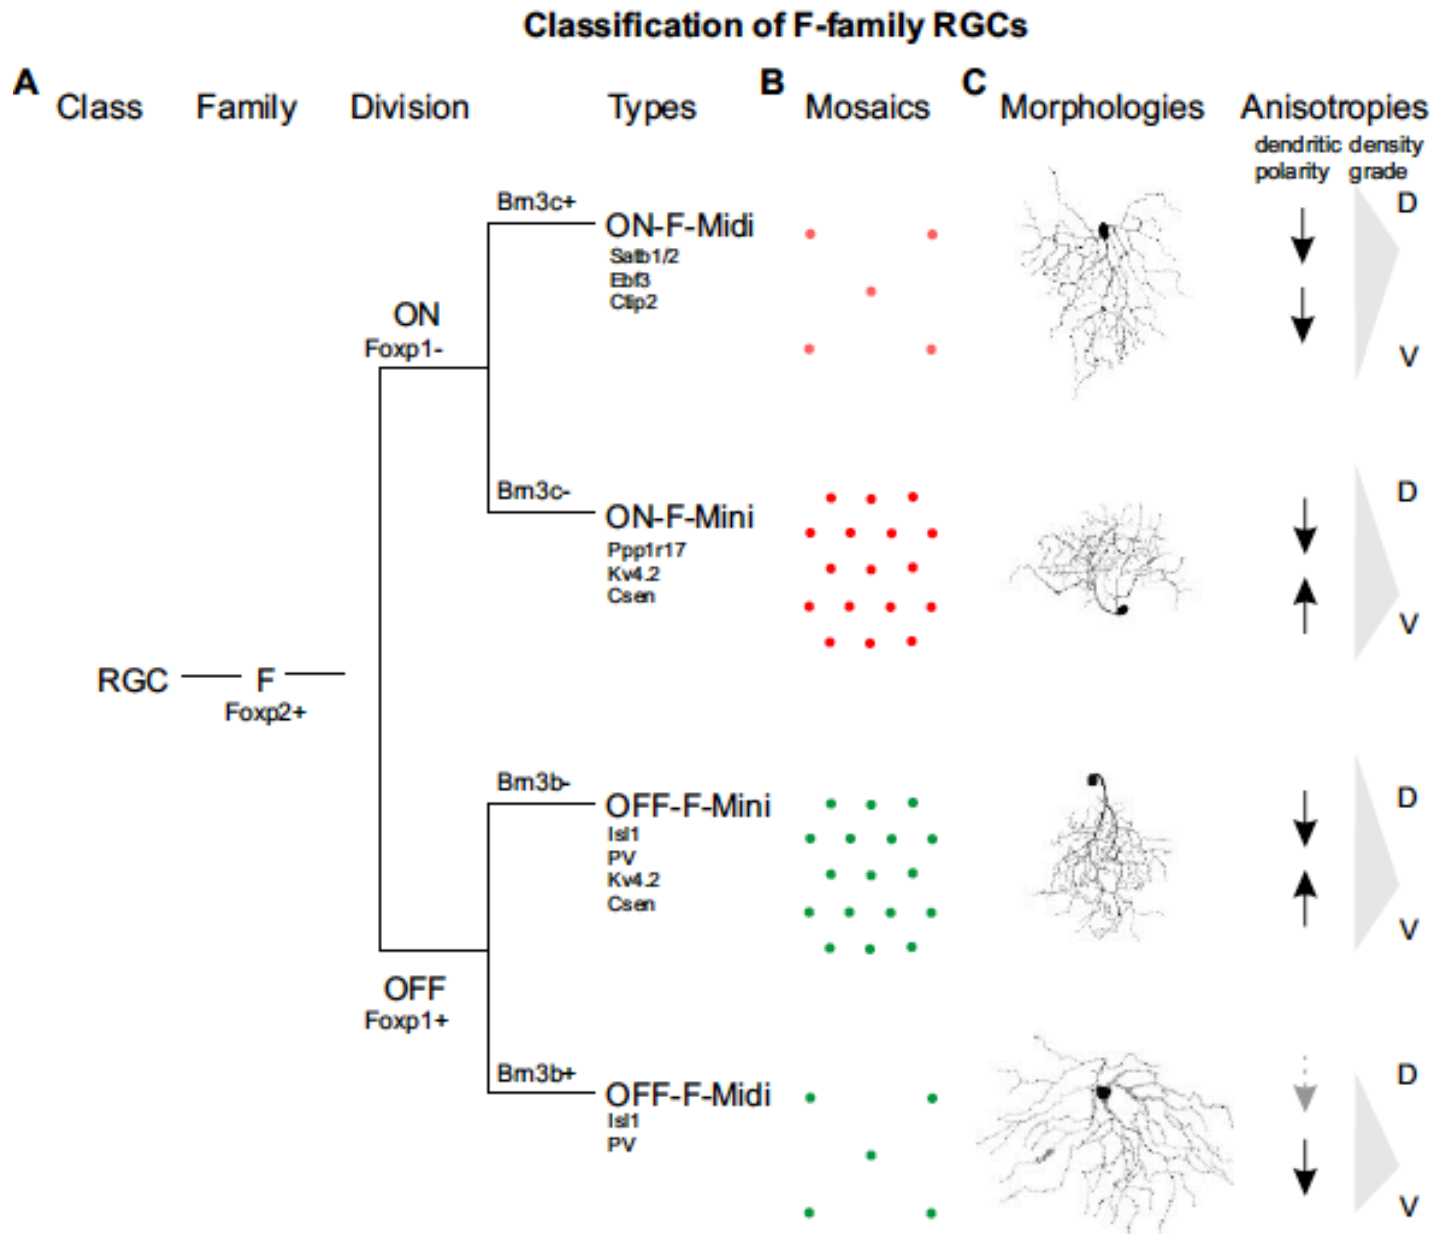 Classification of F-family RGCs
A
Class
Family
Division
Types
B
Mosaics
C
Morphologies
Anisotropies
dendritic density
polarity grade
Brn3c+
ON-F-Midi
Satb1/2
Ebf3
Ctip2
D
V
ON
Foxp1-
Brn3c-
ON-F-Mini
Ppp1r17
Kv4.2
Csen
D
V
RGC
F
Foxp2+
Brn3b-
OFF-F-Mini
Isl1
PV
Kv4.2
Csen
D
V
OFF
Foxp1+
Brn3b+
OFF-F-Midi
Isl1
PV
D
V